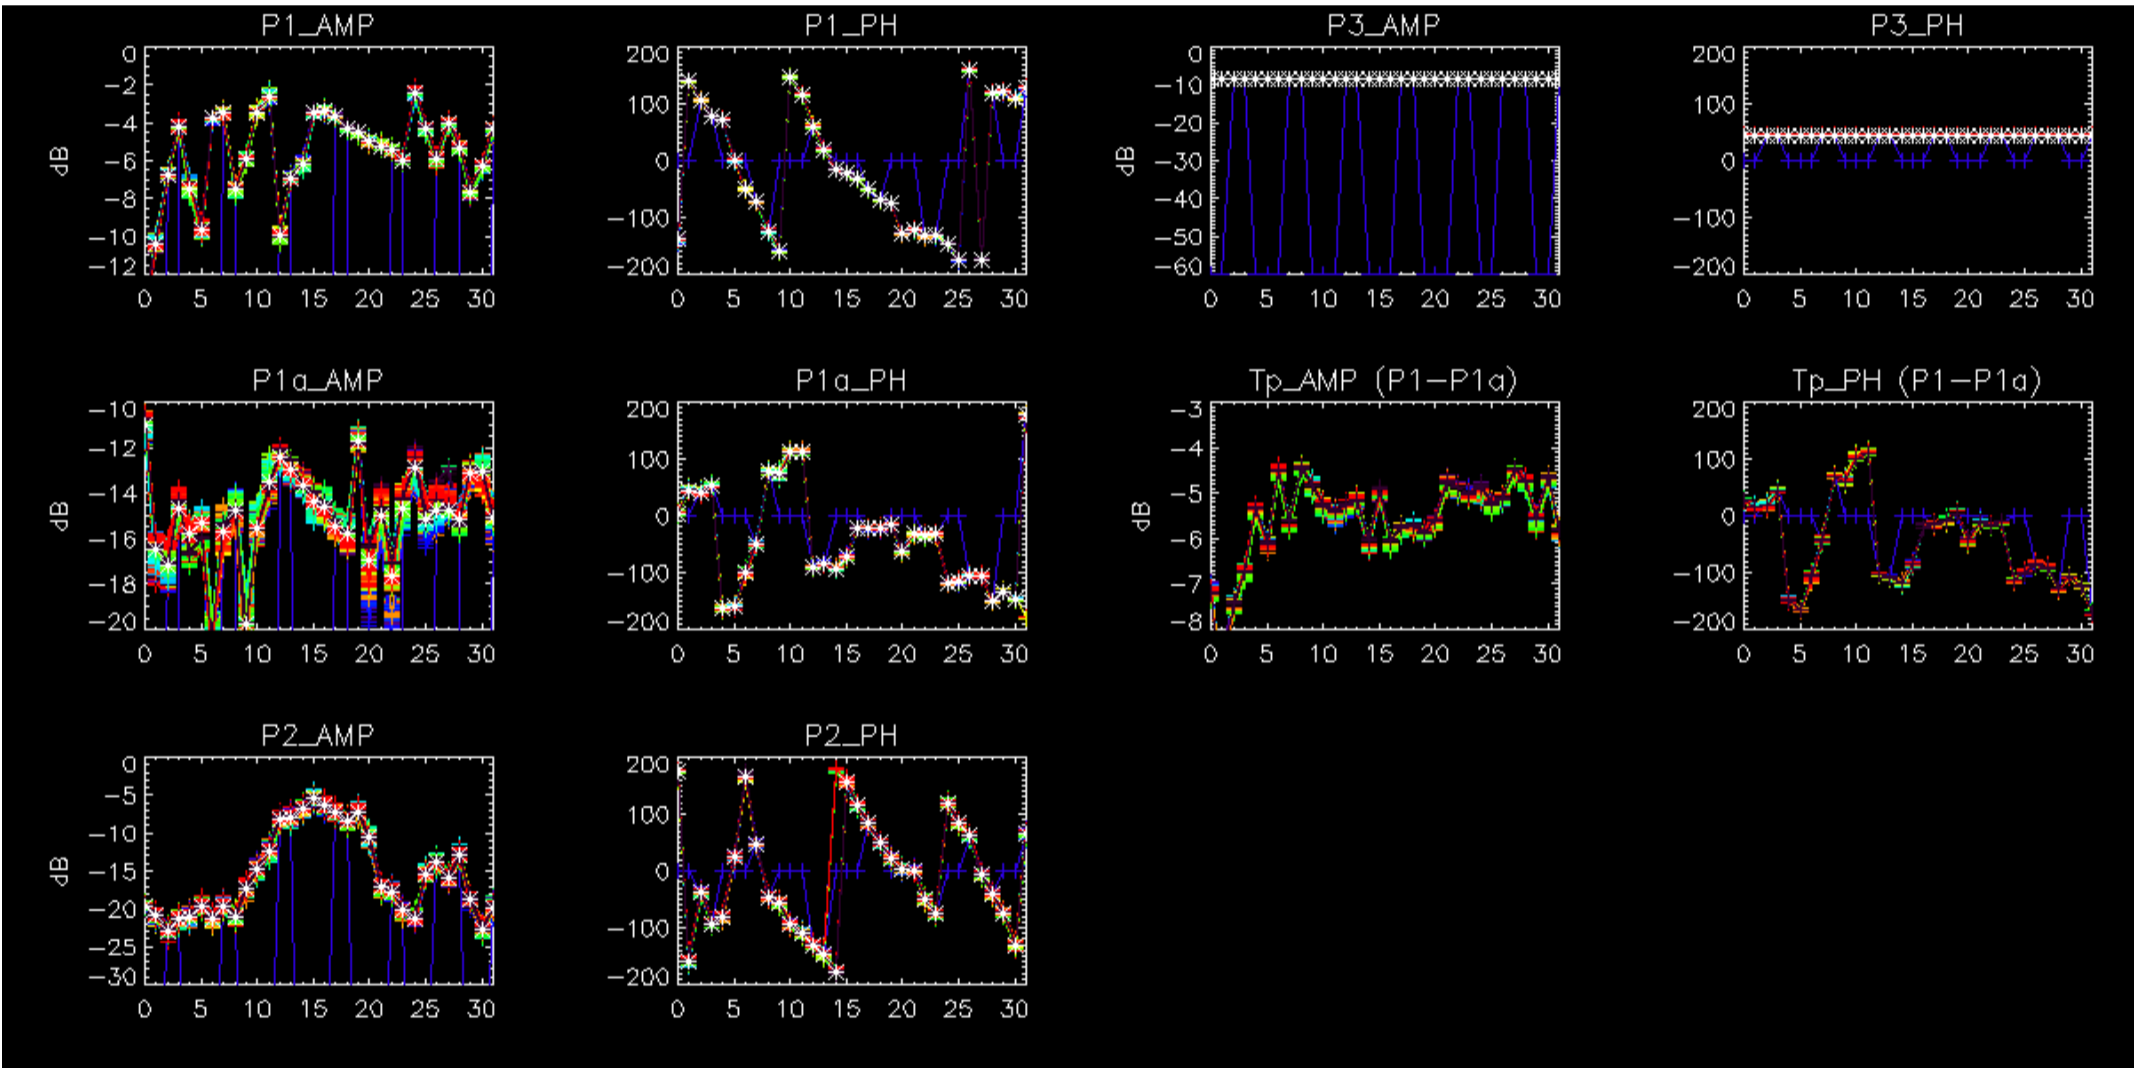 P1_AMP
P1_PH
P3_AMP
P3_PH
0
-2
-4
-6
-8
-10
-12
dB
0 5 10 15 20 25 30
200
100
0
-100
-200
0 5 10 15 20 25 30
0
-10
-20
-30
-40
-50
-60
dB
0 5 10 15 20 25 30
200
100
0
-100
-200
0 5 10 15 20 25 30
P1a_AMP
P1a_PH
Tp_AMP (P1-P1a)
Tp_PH (P1-P1a)
-10
-12
-14
-16
-18
-20
dB
0 5 10 15 20 25 30
200
100
0
-100
-200
0 5 10 15 20 25 30
-3
-4
-5
-6
-7
-8
dB
0 5 10 15 20 25 30
200
100
0
-100
-200
0 5 10 15 20 25 30
P2_AMP
P2_PH
0
-5
-10
-15
-20
-25
-30
dB
0 5 10 15 20 25 30
200
100
0
-100
-200
0 5 10 15 20 25 30